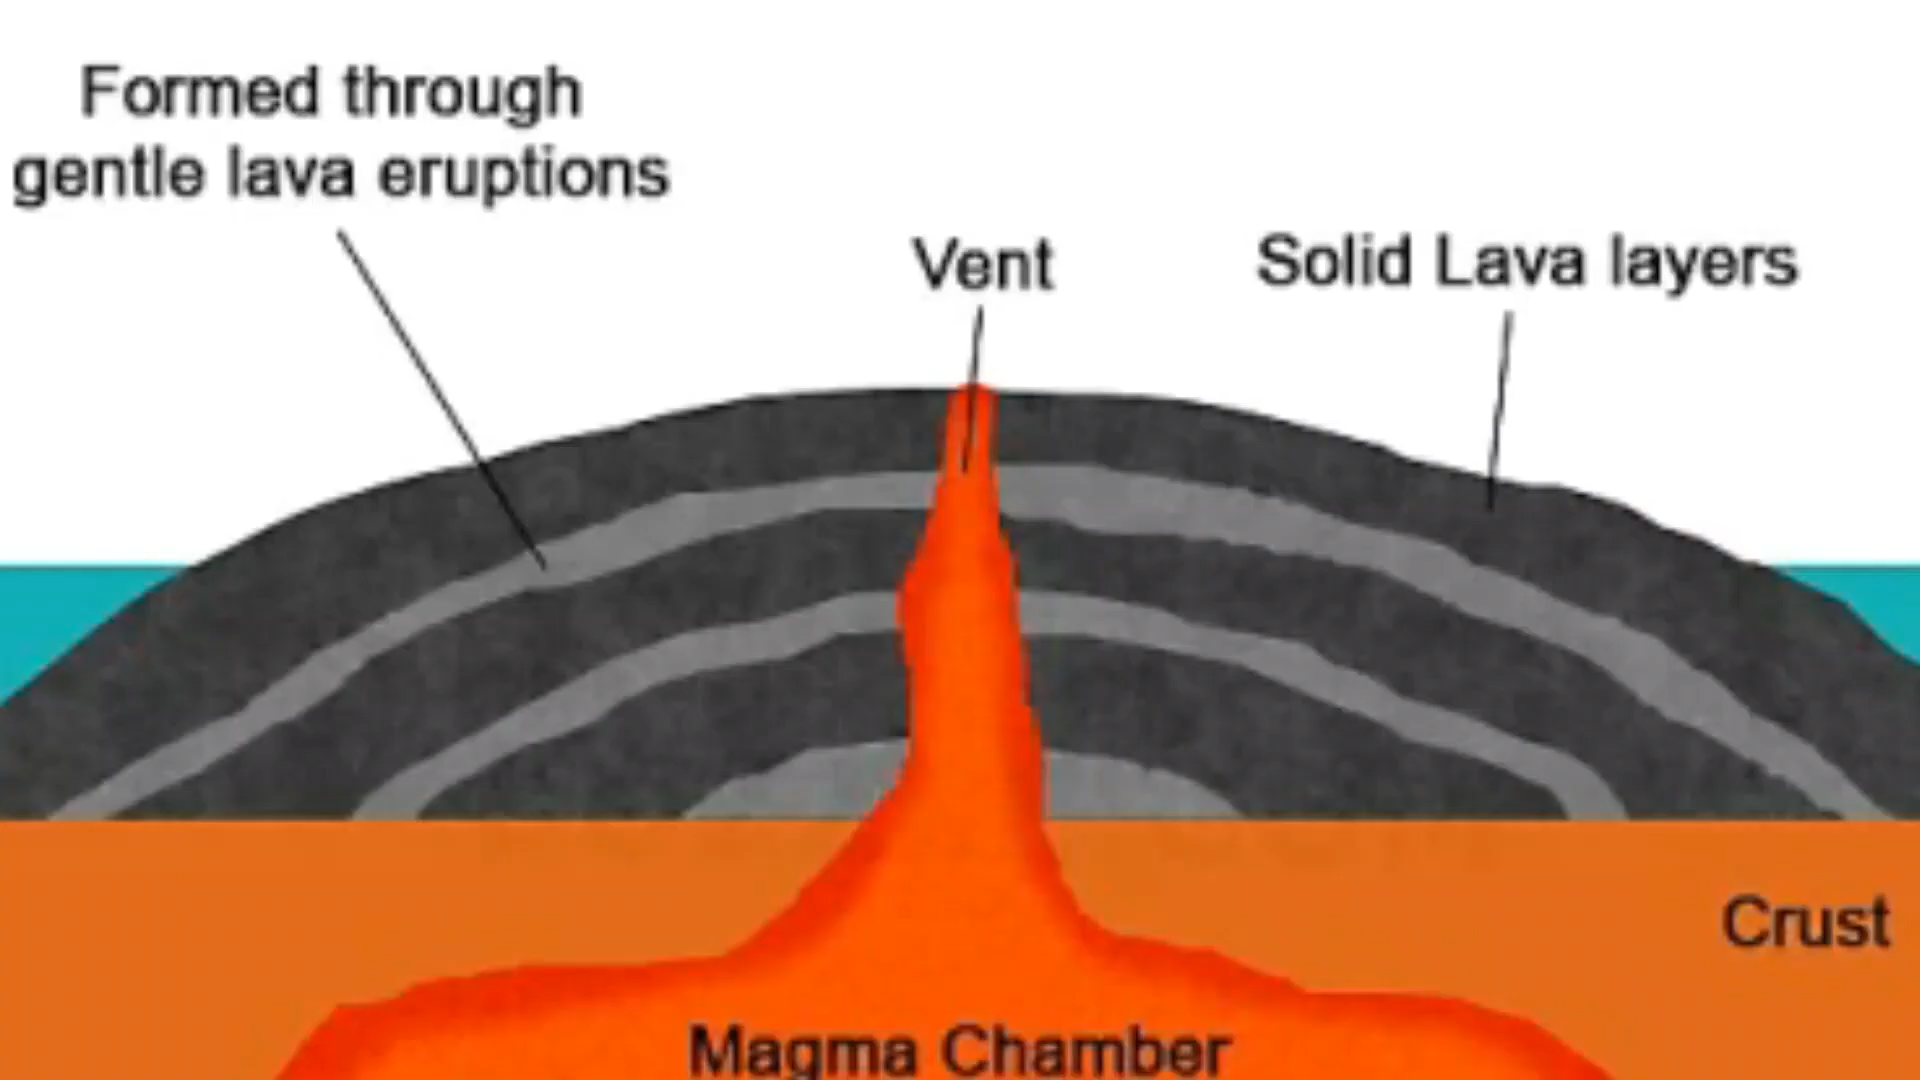 Formed through
gentle lava eruptions
Vent
Solid Lava layers
Crust
Magma Chamber